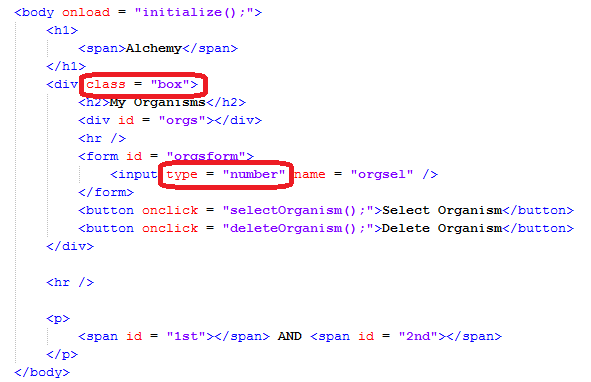 <body onload = "initialize();">
<h1>
<span>Alchemy</span>
</h1>
<div class = "box">
<h2>My Organisms</h2>
<div id = "orgs"></div>
<hr />
<form id = "orgsform">
<input type = "number" name = "orgsel" />
</form>
<button onclick = "selectOrganism();">Select Organism</button>
<button onclick = "deleteOrganism();">Delete Organism</button>
</div>
<hr />
<p>
<span id = "1st"></span> AND <span id = "2nd"></span>
</p>
</body>